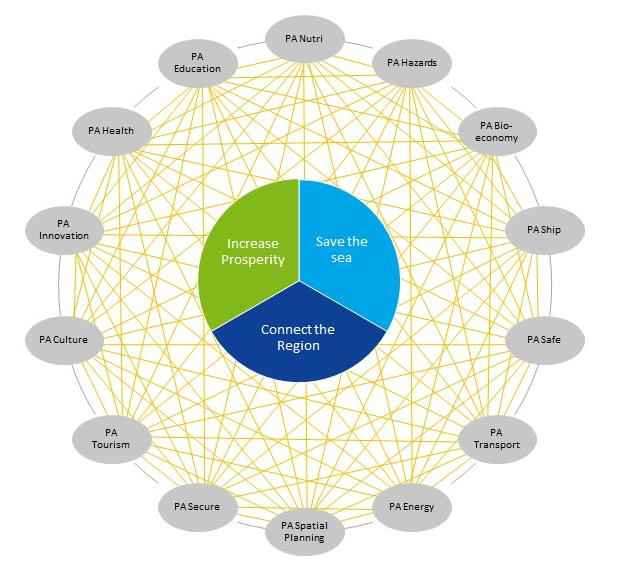 PA Nutri
PA Hazards
PA Bio-
economy
PA Ship
PA Safe
PA
Transport
PA Energy
PA Spatial
Planning
PA Secure
PA
Tourism
PA Culture
PA
Innovation
PA Health
PA
Education
Increase
Prosperity
Save the
sea
Connect the
Region